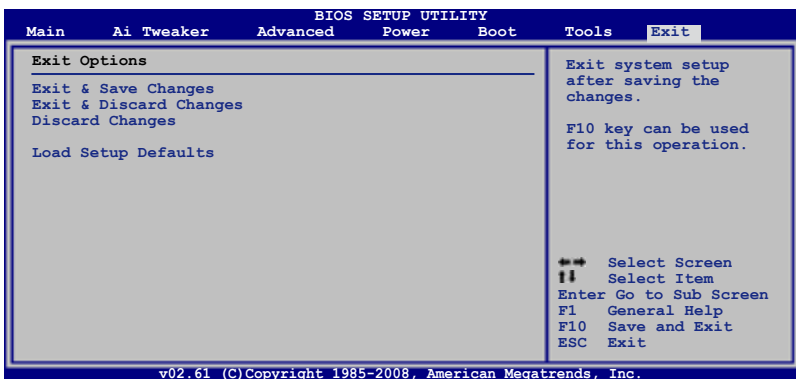 BIOS SETUP UTILITY
Main Ai Tweaker Advanced Power Boot Tools Exit
Exit Options
Exit & Save Changes
Exit & Discard Changes
Discard Changes
Load Setup Defaults
Exit system setup
after saving the
changes.
F10 key can be used
for this operation.
←→ Select Screen
↑↓ Select Item
Enter Go to Sub Screen
F1 General Help
F10 Save and Exit
ESC Exit
v02.61 (C)Copyright 1985-2008, American Megatrends, Inc.